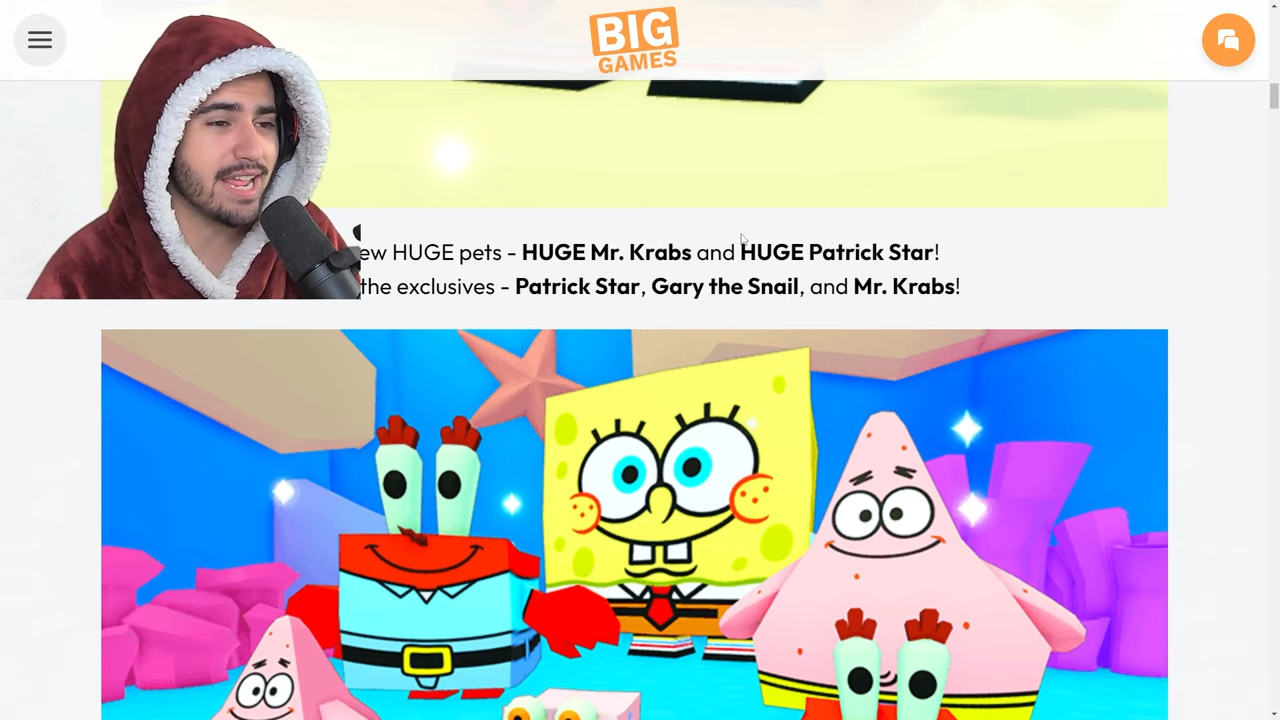 BIG
GAMES
ew HUGE pets - HUGE Mr. Krabs and HUGE Patrick Star!
the exclusives - Patrick Star, Gary the Snail, and Mr. Krabs!